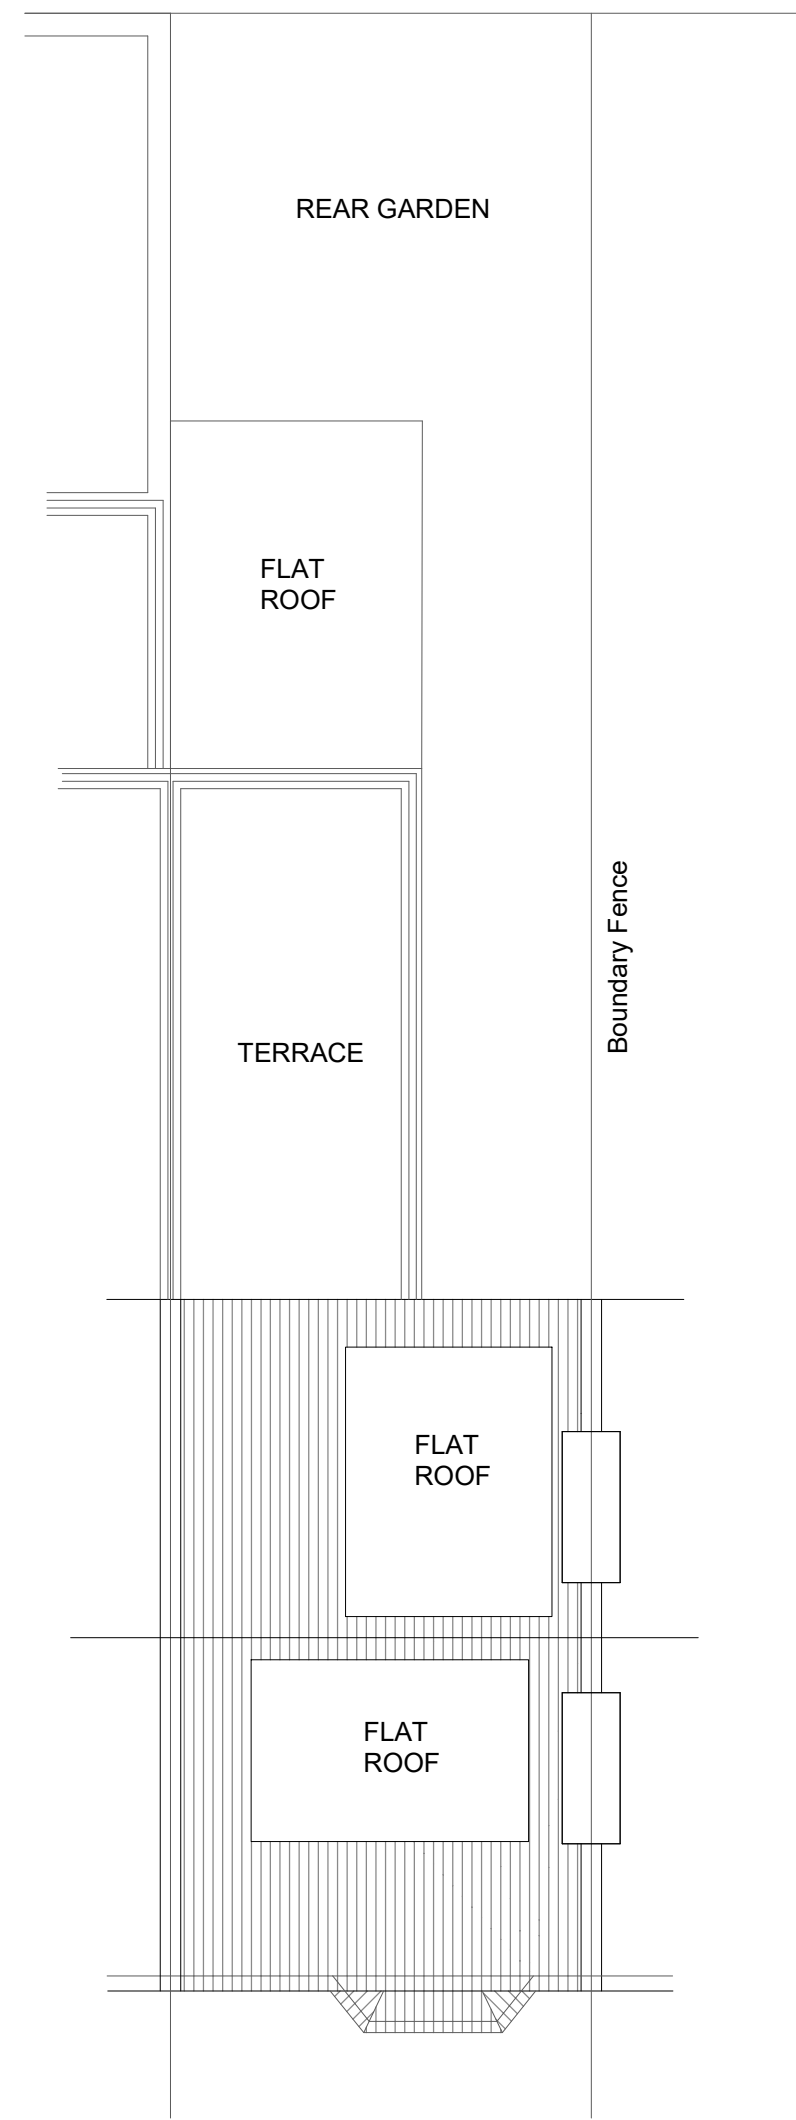 REAR GARDEN
FLAT
ROOF
Boundary Fence
TERRACE
FLAT
ROOF
FLAT
ROOF